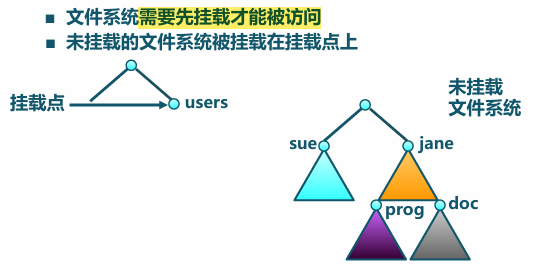 ■ 文件系统需要先挂载才能被访问
■ 未挂载的文件系统被挂载在挂载点上
挂载点
users
未挂载
文件系统
sue
jane
prog
doc